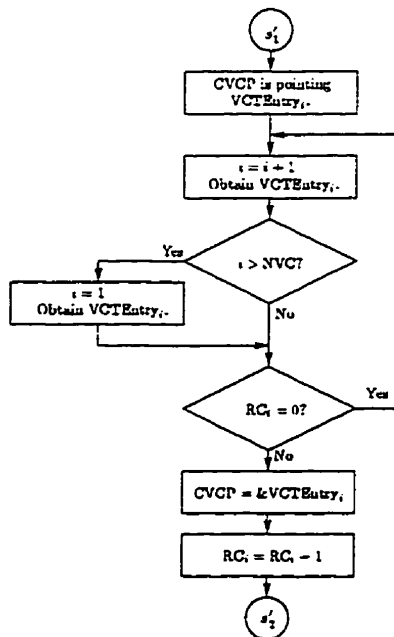 s′1
CVCP is pointing
VCTEntryᵢ.
i = i + 1
Obtain VCTEntryᵢ.
Yes
i > NVC?
i = 1
Obtain VCTEntryᵢ.
No
RCᵢ = 0?
Yes
No
CVCP = &VCTEntryᵢ
RCᵢ = RCᵢ − 1
s′2